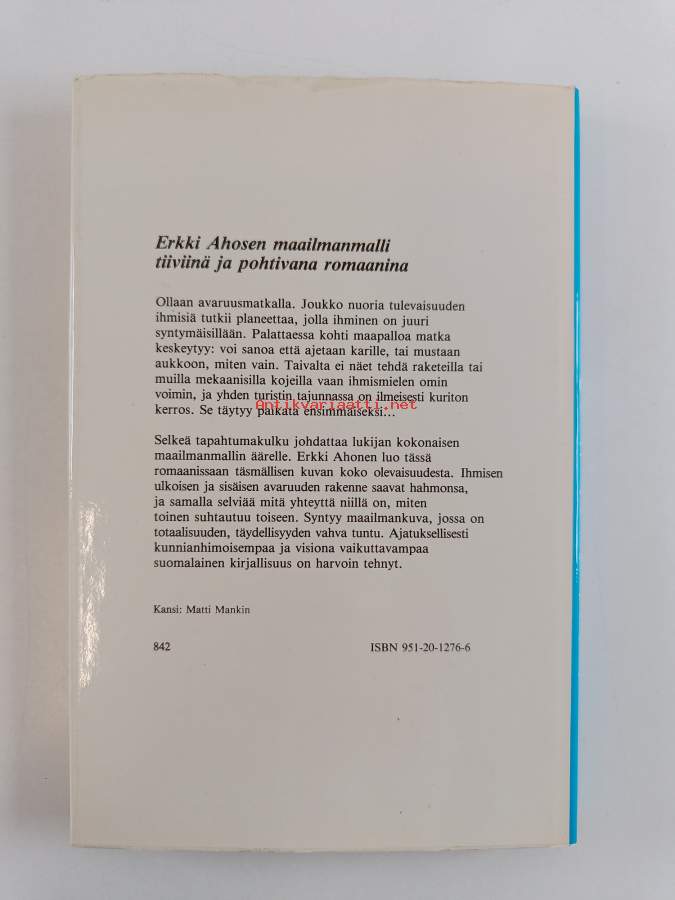 Erkki Ahosen maailmanmalli
tiiviinä ja pohtivana romaanina
Ollaan avaruusmatkalla. Joukko nuoria tulevaisuuden
ihmisiä tutkii planeettaa, jolla ihminen on juuri
syntymäisillään. Palattaessa kohti maapalloa matka
keskeytyy: voi sanoa että ajetaan karille, tai mustaan
aukkoon, miten vain. Taivalta ei näet tehdä raketeilla tai
muilla mekaanisilla kojeilla vaan ihmismielen omin
voimin, ja yhden turistin tajunnassa on ilmeisesti kuriton
Antikvariaatti.net
kerros. Se täytyy paikata ensimmäiseksi...
Selkeä tapahtumakulku johdattaa lukijan kokonaisen
maailmanmallin äärelle. Erkki Ahonen luo tässä
romaanissaan täsmällisen kuvan koko olevaisuudesta. Ihmisen
ulkoisen ja sisäisen avaruuden rakenne saavat hahmonsa,
ja samalla selviää mitä yhteyttä niillä on, miten
toinen suhtautuu toiseen. Syntyy maailmankuva, jossa on
totaalisuuden, täydellisyyden vahva tuntu. Ajatuksellisesti
kunnianhimoisempaa ja visiona vaikuttavampaa
suomalainen kirjallisuus on harvoin tehnyt.
Kansi: Matti Mankin
842 ISBN 951-20-1276-6